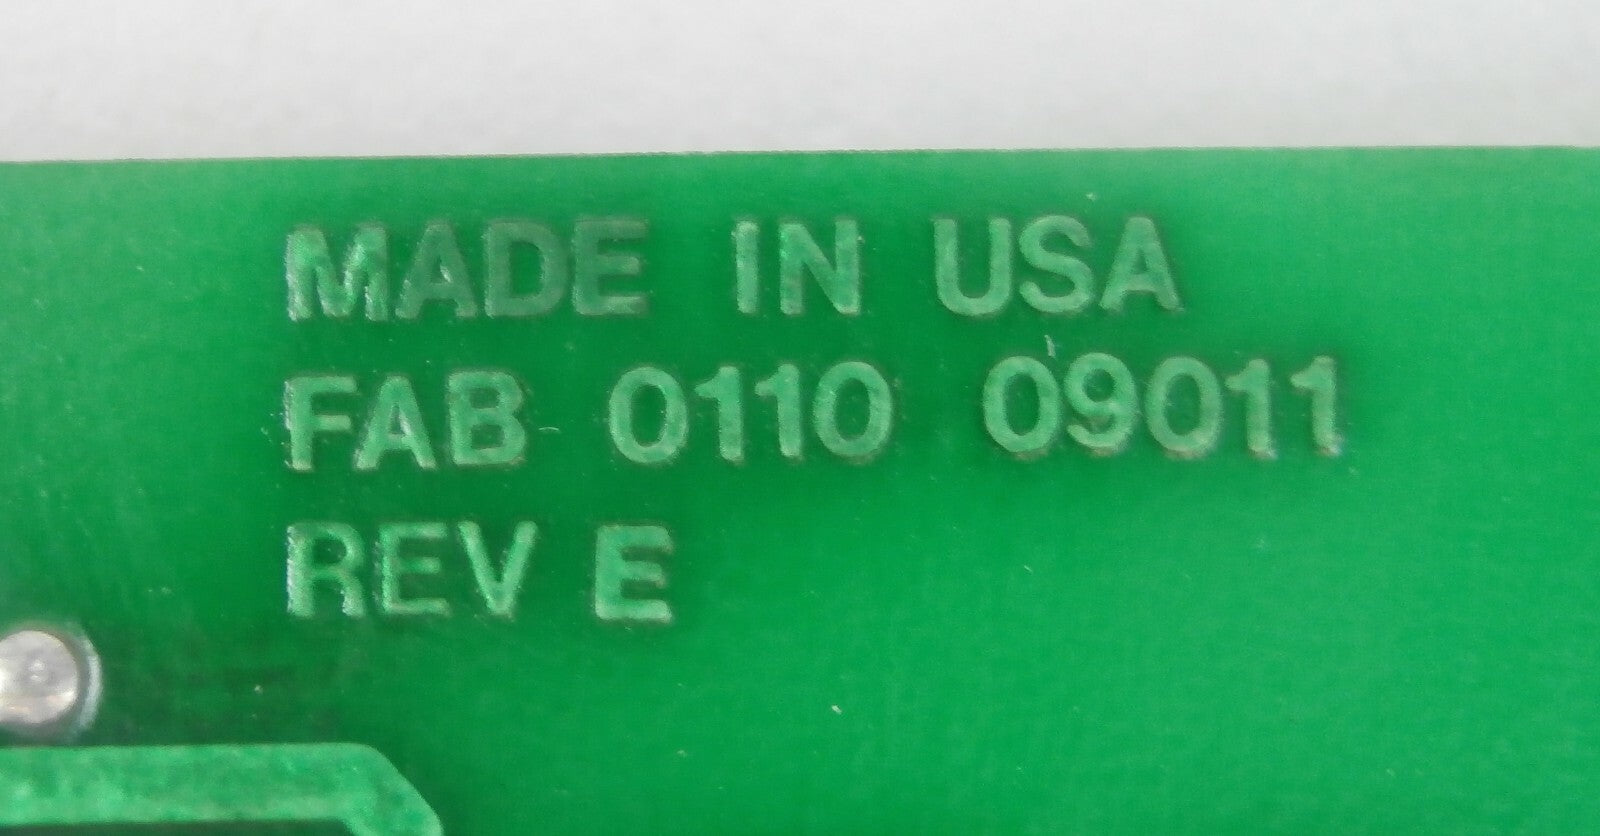 MADE IN USA
FAB 0110 09011
REV E